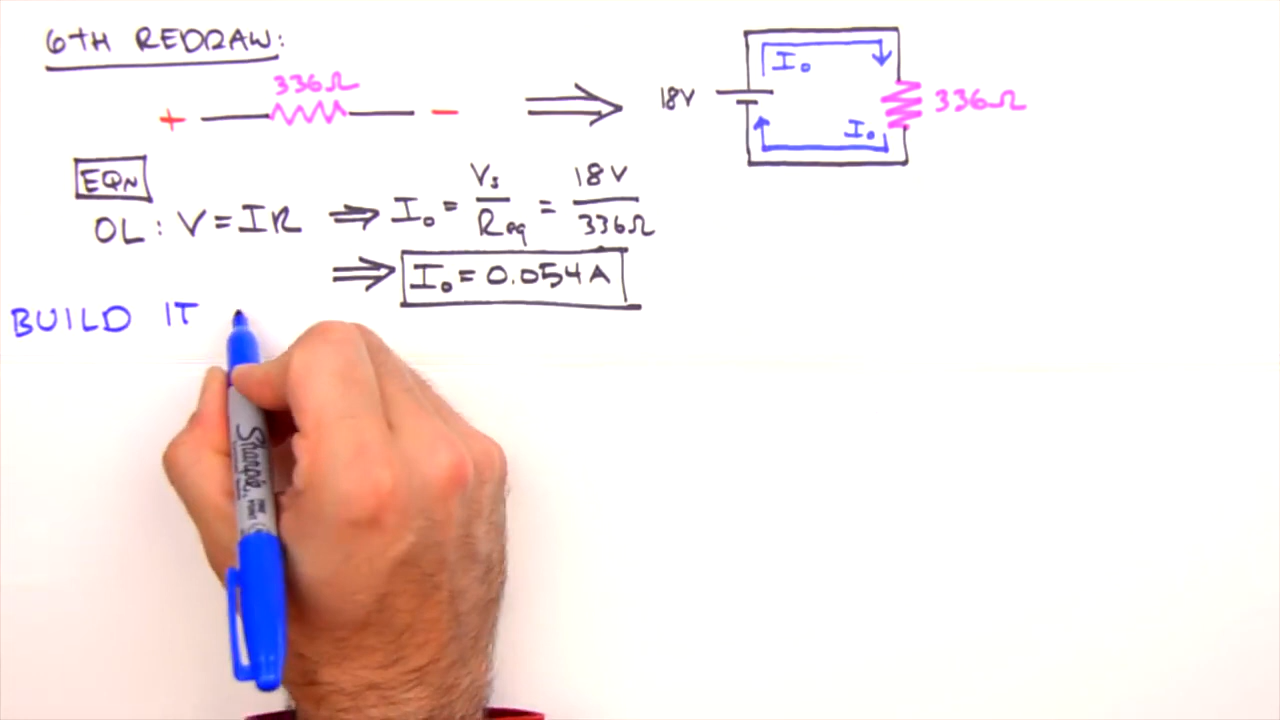 6TH REDRAW:
336Ω
+ −
⇒
18V
I₀
336Ω
I₀
EQN
OL: V=IR ⇒ I₀ = Vs/Req = 18V/336Ω
⇒ I₀ = 0.054A
BUILD IT
Sharpie